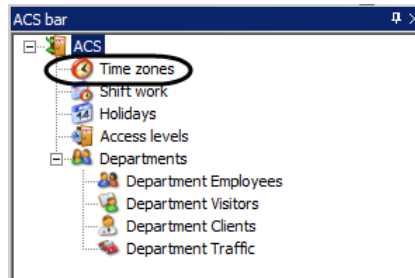 ACS bar
ACS
Time zones
Shift work
Holidays
Access levels
Departments
Department Employees
Department Visitors
Department Clients
Department Traffic